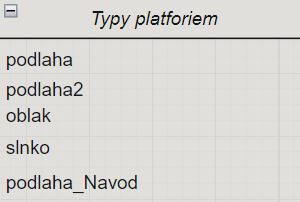 Typy platforiem
podlaha
podlaha2
oblak
slnko
podlaha_Navod